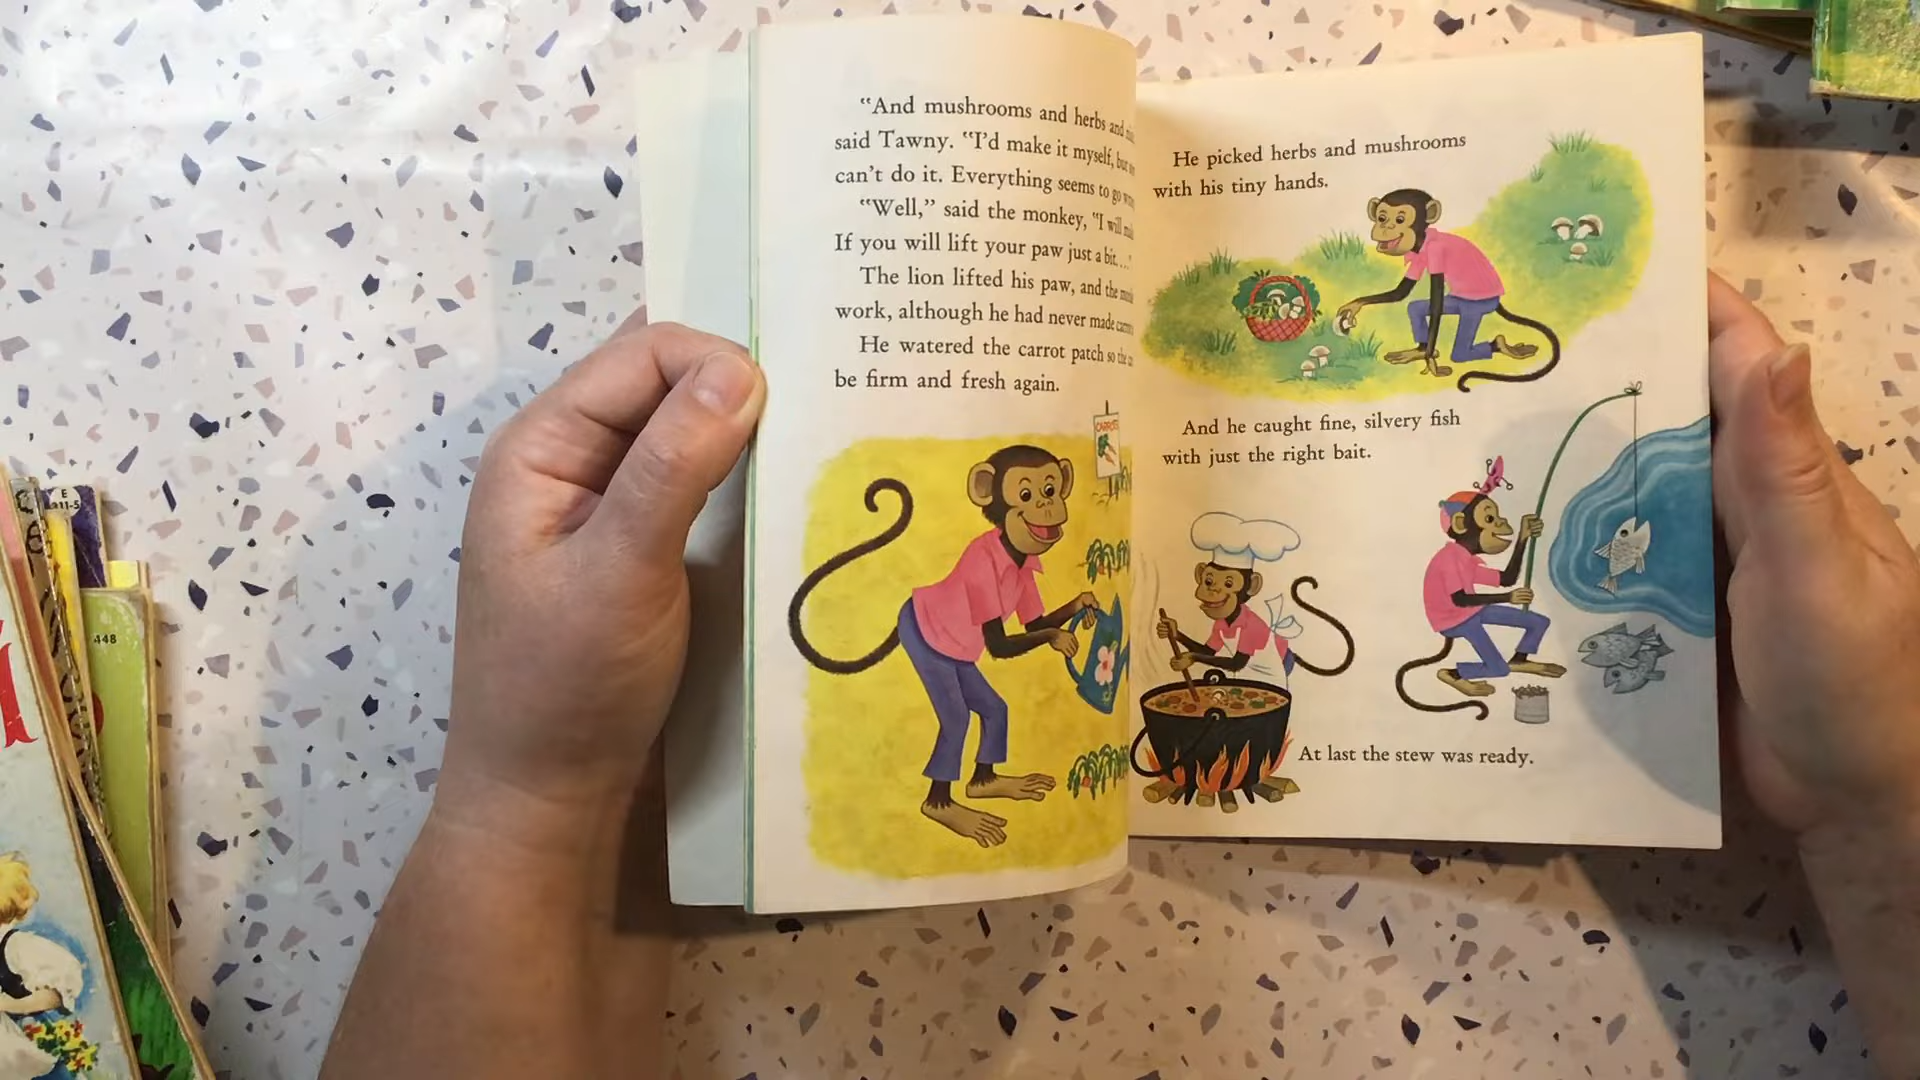 "And mushrooms and herbs and
said Tawny. "I'd make it myself, but
can't do it. Everything seems to go
"Well," said the monkey, "I will
If you will lift your paw just a bit...."
The lion lifted his paw, and the
work, although he had never made
He watered the carrot patch so the
be firm and fresh again.
CARROTS
He picked herbs and mushrooms
with his tiny hands.
And he caught fine, silvery fish
with just the right bait.
At last the stew was ready.
E
448